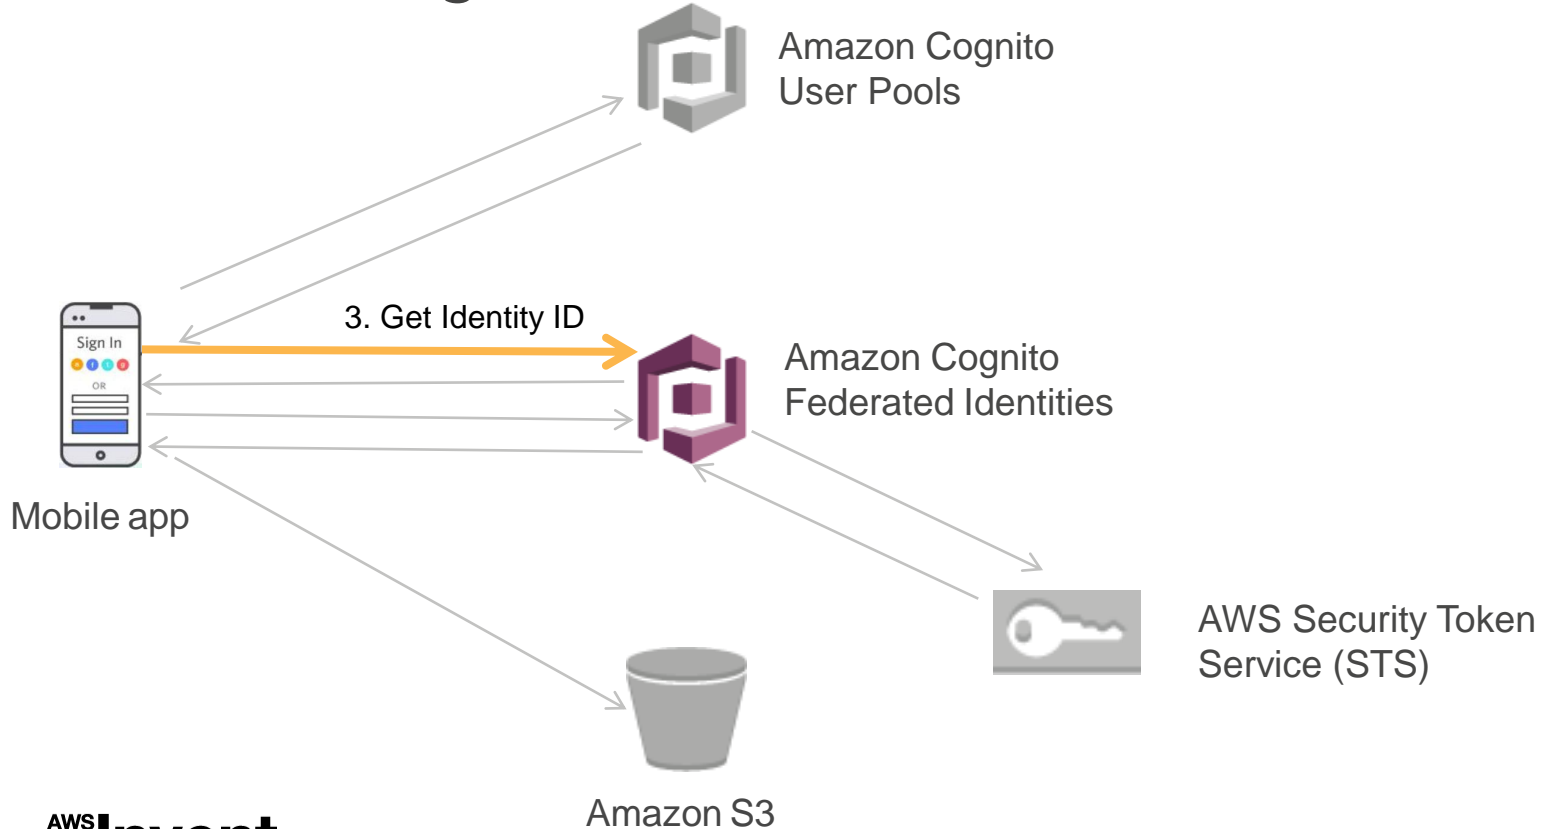 Amazon Cognito
User Pools
3. Get Identity ID
Sign In
OR
Amazon Cognito
Federated Identities
Mobile app
AWS Security Token
Service (STS)
Amazon S3
AWS